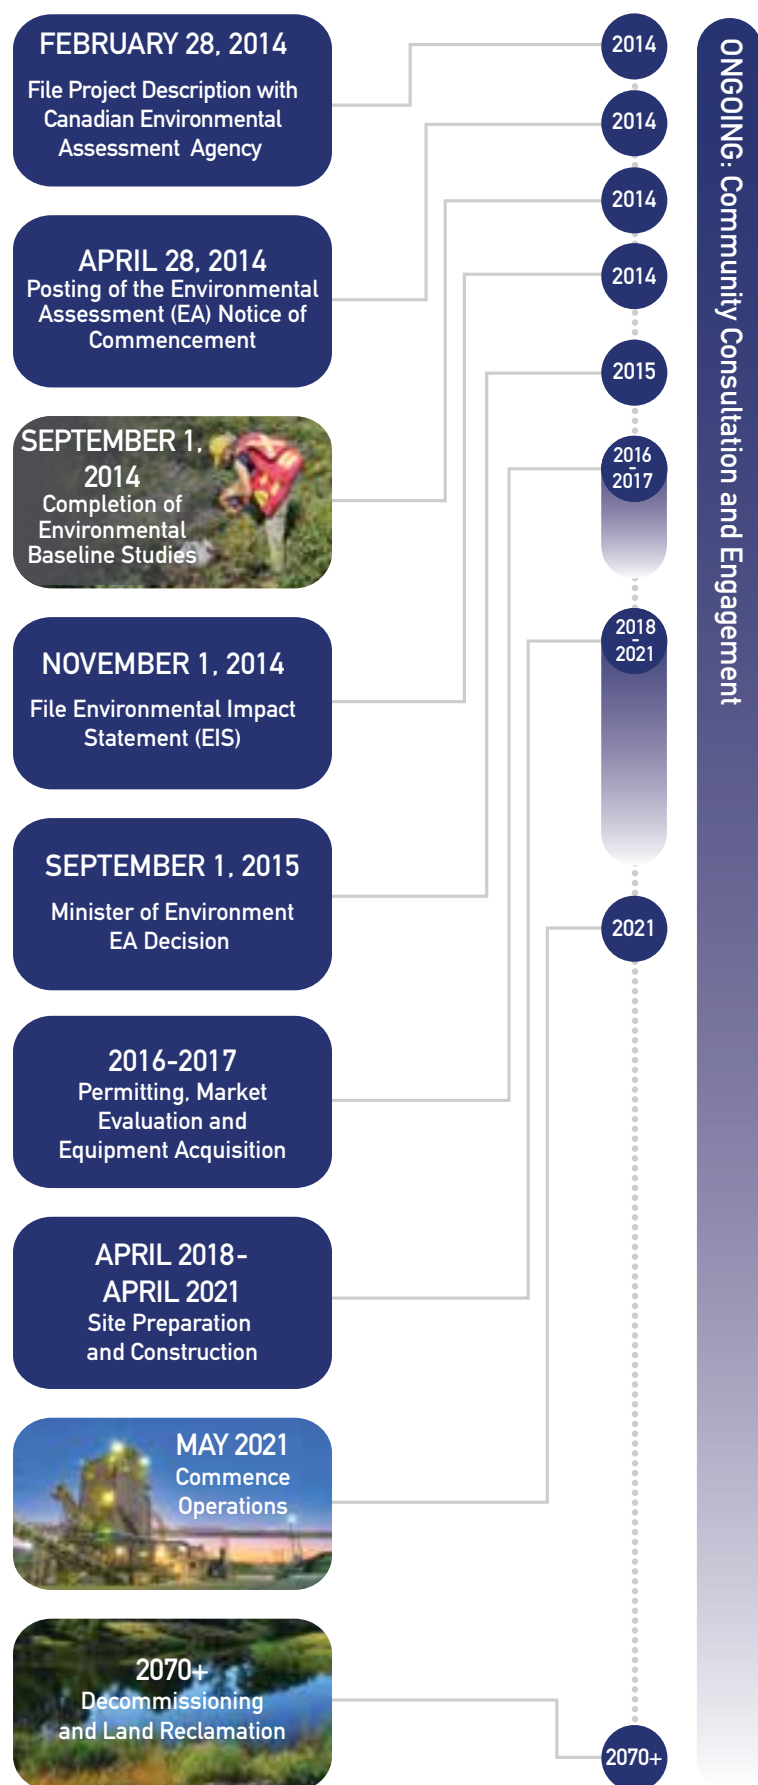 FEBRUARY 28, 2014
File Project Description with
Canadian Environmental
Assessment Agency
APRIL 28, 2014
Posting of the Environmental
Assessment (EA) Notice of
Commencement
SEPTEMBER 1,
2014
Completion of
Environmental
Baseline Studies
NOVEMBER 1, 2014
File Environmental Impact
Statement (EIS)
SEPTEMBER 1, 2015
Minister of Environment
EA Decision
2016-2017
Permitting, Market
Evaluation and
Equipment Acquisition
APRIL 2018-
APRIL 2021
Site Preparation
and Construction
MAY 2021
Commence
Operations
2070+
Decommissioning
and Land Reclamation
2014
2014
2014
2014
2015
2016
-
2017
2018
-
2021
2021
2070+
ONGOING: Community Consultation and Engagement